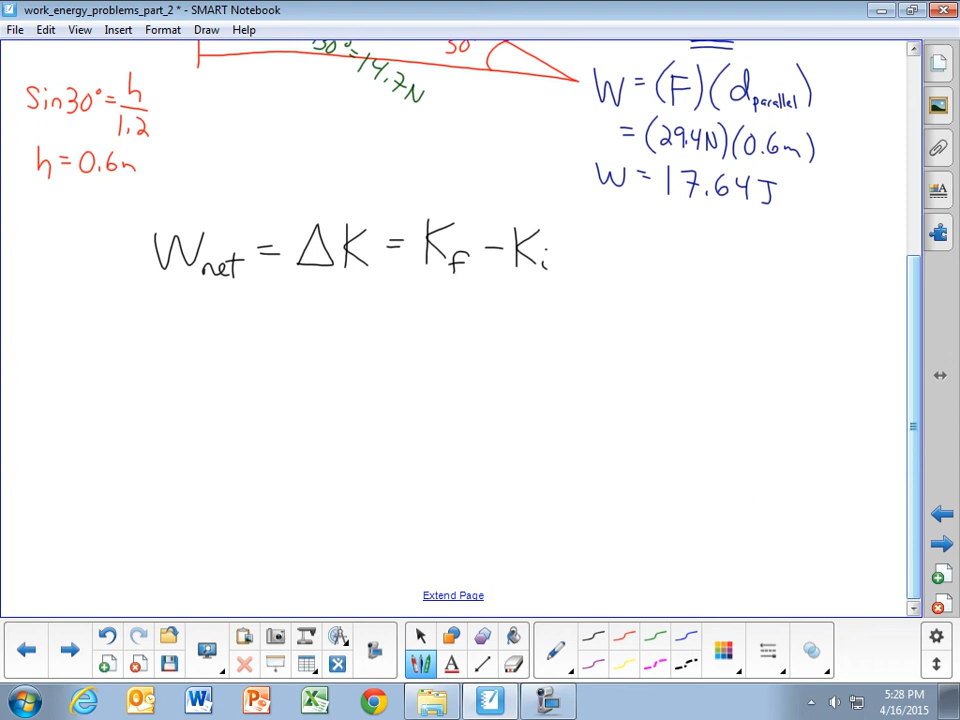 work_energy_problems_part_2 * - SMART Notebook
File Edit View Insert Format Draw Help
30° = 14.7N
30
Sin30° = h/1.2
h = 0.6m
W = (F)(d parallel)
= (29.4N)(0.6m)
W = 17.64J
Wnet = ΔK = Kf - Ki
Extend Page
A
5:28 PM
4/16/2015